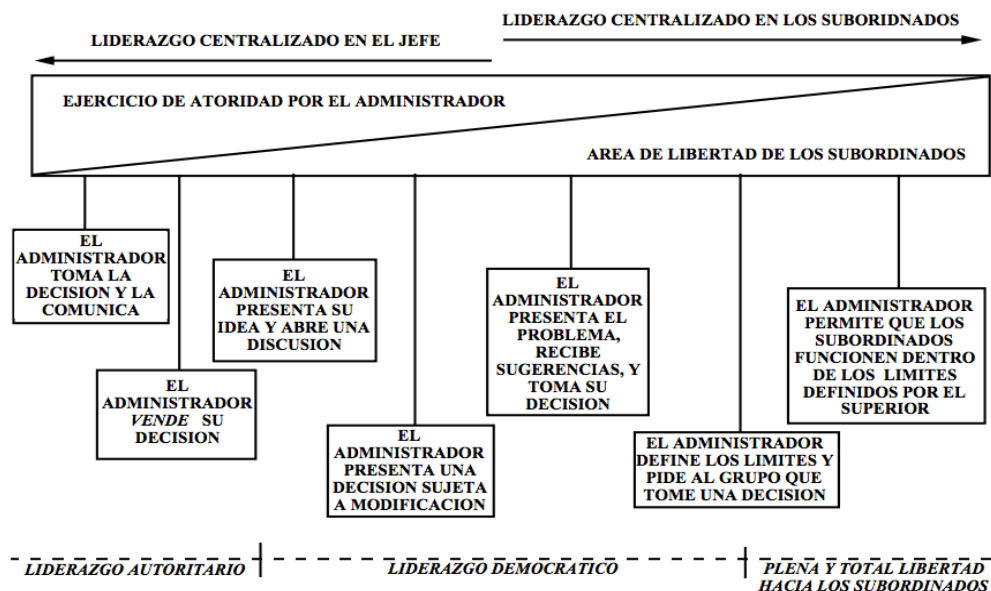 LIDERAZGO CENTRALIZADO EN LOS SUBORIDNADOS
LIDERAZGO CENTRALIZADO EN EL JEFE
EJERCICIO DE ATORIDAD POR EL ADMINISTRADOR
AREA DE LIBERTAD DE LOS SUBORDINADOS
EL
ADMINISTRADOR
TOMA LA
DECISION Y LA
COMUNICA
EL
ADMINISTRADOR
VENDE SU
DECISION
EL
ADMINISTRADOR
PRESENTA SU
IDEA Y ABRE UNA
DISCUSION
EL
ADMINISTRADOR
PRESENTA UNA
DECISION SUJETA
A MODIFICACION
EL
ADMINISTRADOR
PRESENTA EL
PROBLEMA,
RECIBE
SUGERENCIAS, Y
TOMA SU
DECISION
EL ADMINISTRADOR
DEFINE LOS LIMITES Y
PIDE AL GRUPO QUE
TOME UNA DECISION
EL ADMINISTRADOR
PERMITE QUE LOS
SUBORDINADOS
FUNCIONEN DENTRO
DE LOS LIMITES
DEFINIDOS POR EL
SUPERIOR
LIDERAZGO AUTORITARIO
LIDERAZGO DEMOCRATICO
PLENA Y TOTAL LIBERTAD
HACIA LOS SUBORDINADOS